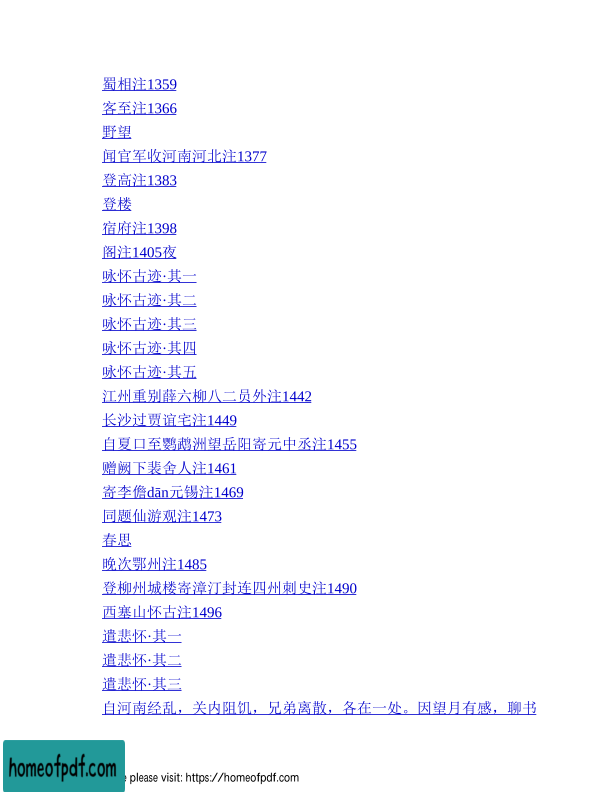 蜀相注1359
客至注1366
野望
闻官军收河南河北注1377
登高注1383
登楼
宿府注1398
阁注1405夜
咏怀古迹·其一
咏怀古迹·其二
咏怀古迹·其三
咏怀古迹·其四
咏怀古迹·其五
江州重别薛六柳八二员外注1442
长沙过贾谊宅注1449
自夏口至鹦鹉洲望岳阳寄元中丞注1455
赠阙下裴舍人注1461
寄李儋dān元锡注1469
同题仙游观注1473
春思
晚次鄂州注1485
登柳州城楼寄漳汀封连四州刺史注1490
西塞山怀古注1496
遣悲怀·其一
遣悲怀·其二
遣悲怀·其三
自河南经乱，关内阻饥，兄弟离散，各在一处。因望月有感，聊书
homeofpdf.com
e please visit: https://homeofpdf.com